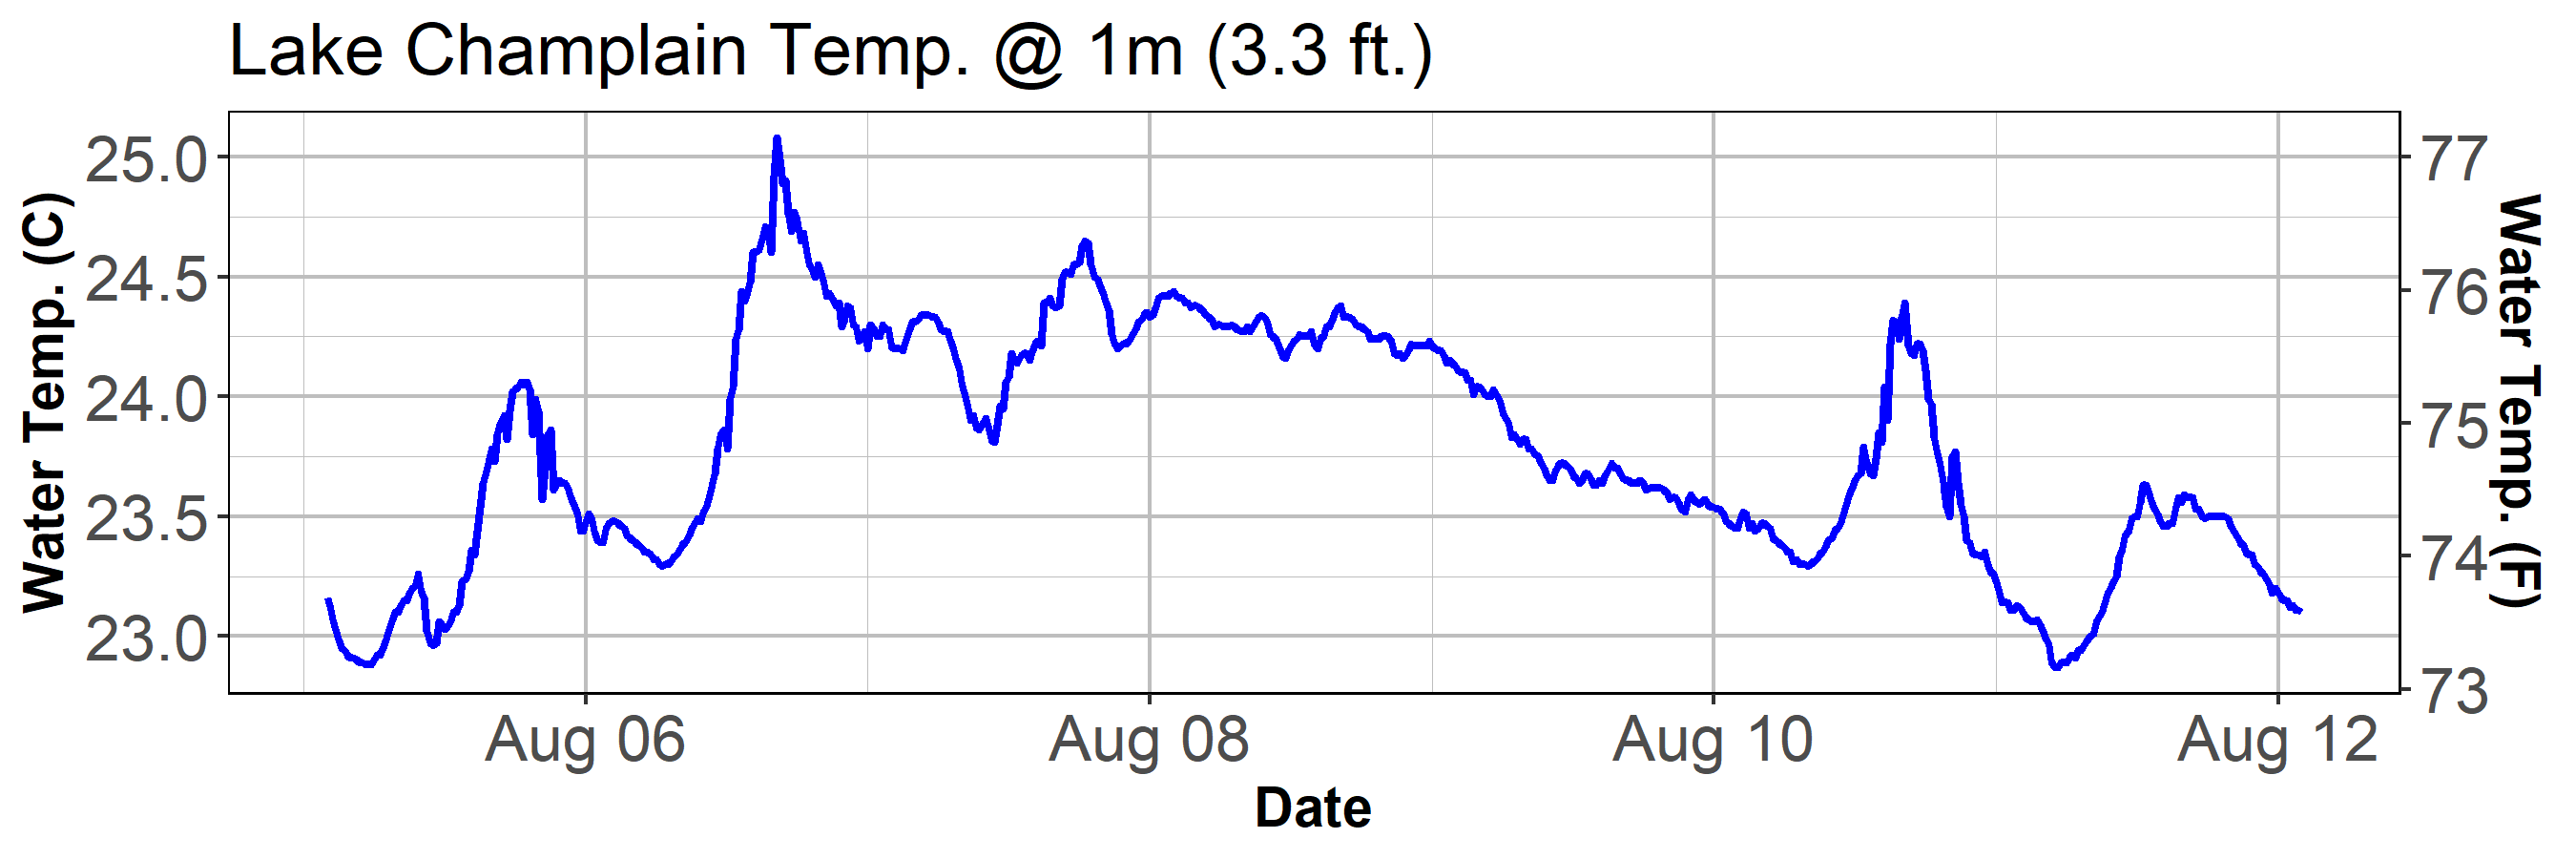 Lake Champlain Temp. @ 1m (3.3 ft.)
Water Temp. (C)
25.0
24.5
24.0
23.5
23.0
77
76
75
74
73
Water Temp. (F)
Aug 06
Aug 08
Aug 10
Aug 12
Date